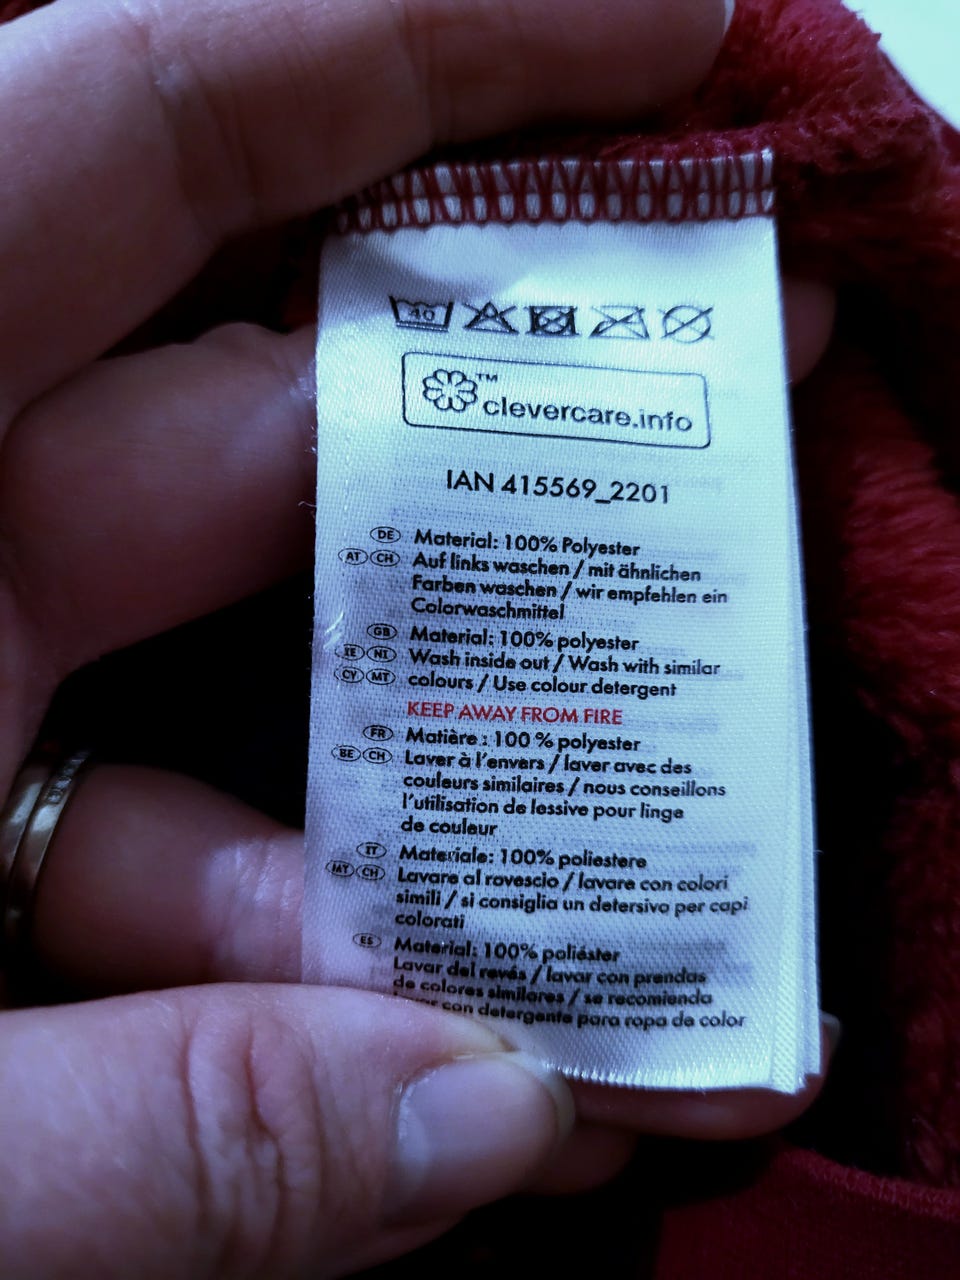 40
™
clevercare.info
IAN 415569_2201
DE Material: 100% Polyester
AT CH Auf links waschen / mit ähnlichen
Farben waschen / wir empfehlen ein
Colorwaschmittel
GB Material: 100% polyester
IE NI Wash inside out / Wash with similar
CY MT colours / Use colour detergent
KEEP AWAY FROM FIRE
FR Matière : 100 % polyester
BE CH Laver à l'envers / laver avec des
couleurs similaires / nous conseillons
l'utilisation de lessive pour linge
de couleur
IT Materiale: 100% poliestere
MT CH Lavare al rovescio / lavare con colori
simili / si consiglia un detersivo per capi
colorati
ES Material: 100% poliéster
Lavar del revés / lavar con prendas
de colores similares / se recomienda
con detergente para ropa de color